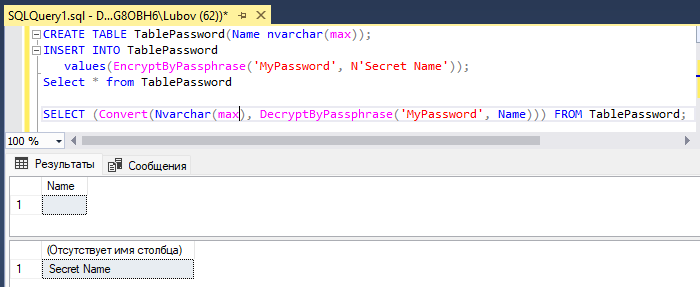 SQLQuery1.sql - D...G8OBH6\Lubov (62))*
CREATE TABLE TablePassword(Name nvarchar(max));
INSERT INTO TablePassword
values(EncryptByPassphrase('MyPassword', N'Secret Name'));
Select * from TablePassword
SELECT (Convert(Nvarchar(max), DecryptByPassphrase('MyPassword', Name))) FROM TablePassword;
100 %
Результаты Сообщения
Name
1
(Отсутствует имя столбца)
1 Secret Name